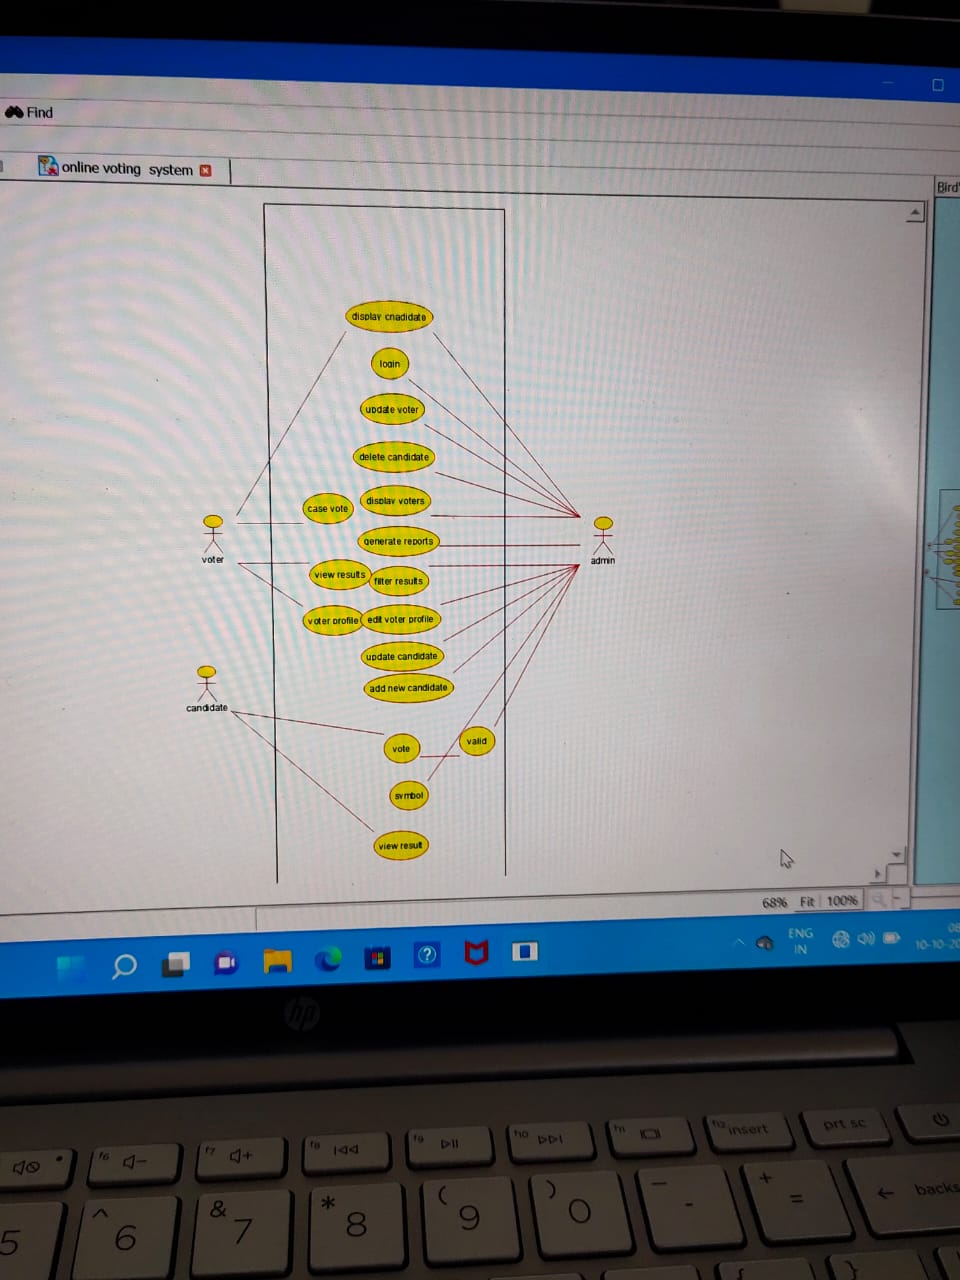 Find
online voting system
Bird'
display cnadidate
login
update voter
delete candidate
display voters
case vote
generate reports
view results
filter results
voter profile
edit voter profile
update candidate
add new candidate
vote
valid
symbol
view result
voter
admin
candidate
68% Fit 100%
ENG
IN
10-10-20
hp
f6
f7
f8
f9
f10
f11
f12 insert
prt sc
5
^ 6
& 7
* 8
( 9
) 0
_ -
+ =
← backs